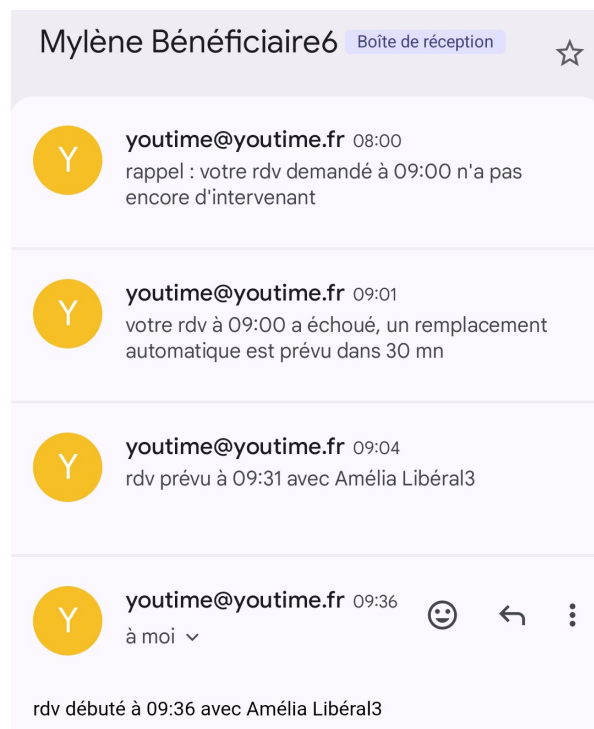 Mylène Bénéficiaire6 Boîte de réception
Y
youtime@youtime.fr 08:00
rappel : votre rdv demandé à 09:00 n'a pas
encore d'intervenant
Y
youtime@youtime.fr 09:01
votre rdv à 09:00 a échoué, un remplacement
automatique est prévu dans 30 mn
Y
youtime@youtime.fr 09:04
rdv prévu à 09:31 avec Amélia Libéral3
Y
youtime@youtime.fr 09:36
à moi
rdv débuté à 09:36 avec Amélia Libéral3